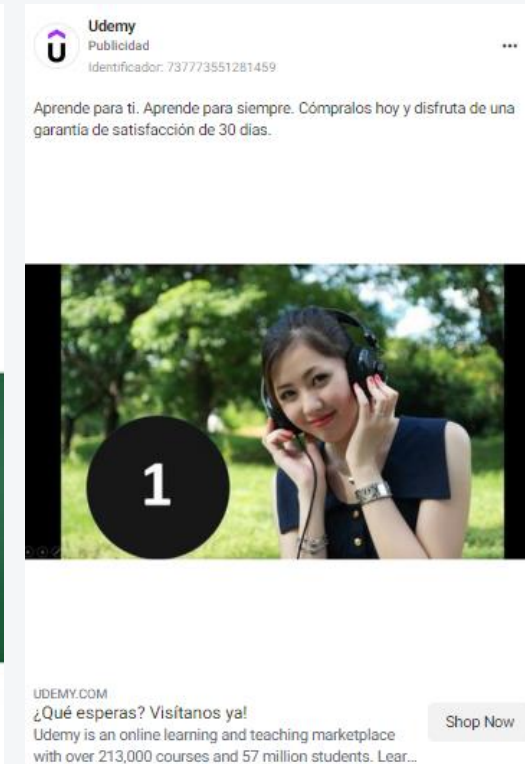 Udemy
Publicidad
Identificador: 737773551281459
Aprende para ti. Aprende para siempre. Cómpralos hoy y disfruta de una
garantía de satisfacción de 30 días.
1
UDEMY.COM
¿Qué esperas? Visítanos ya!
Udemy is an online learning and teaching marketplace
with over 213,000 courses and 57 million students. Lear...
Shop Now